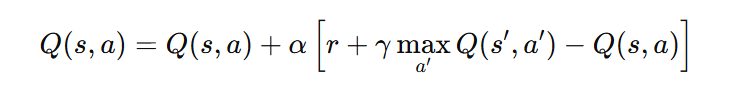 Q(s, a) = Q(s, a) + α [r + γ max_{a′} Q(s′, a′) − Q(s, a)]